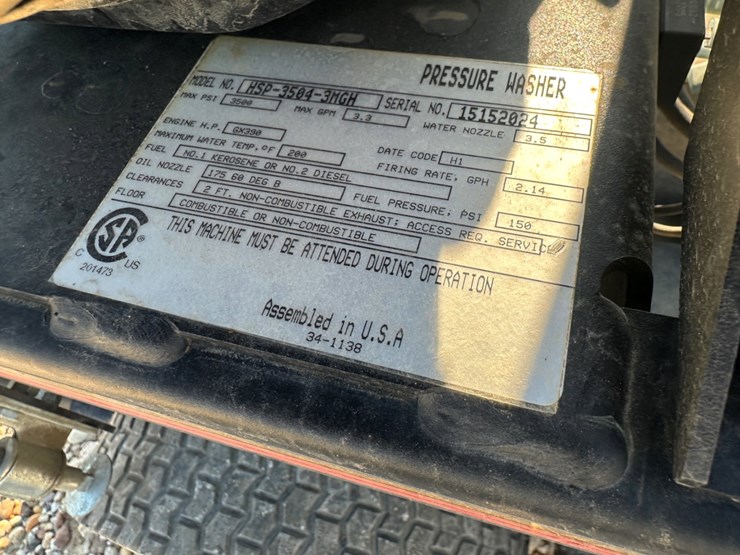 PRESSURE WASHER
MODEL NO. HSP-3504-3MGH SERIAL NO. 15152024
MAX PSI 3500 MAX GPM 3.3 WATER NOZZLE 3.5
ENGINE H.P. GX390 DATE CODE H1
MAXIMUM WATER TEMP. OF 200 FIRING RATE, GPH 2.14
FUEL NO.1 KEROSENE OR NO.2 DIESEL
OIL NOZZLE 175 60 DEG B FUEL PRESSURE, PSI 150
CLEARANCES 2 FT. NON-COMBUSTIBLE EXHAUST; ACCESS REQ. SERVICE
FLOOR COMBUSTIBLE OR NON-COMBUSTIBLE
THIS MACHINE MUST BE ATTENDED DURING OPERATION
SP ®
C US
201473
Assembled in U.S.A
34-1138